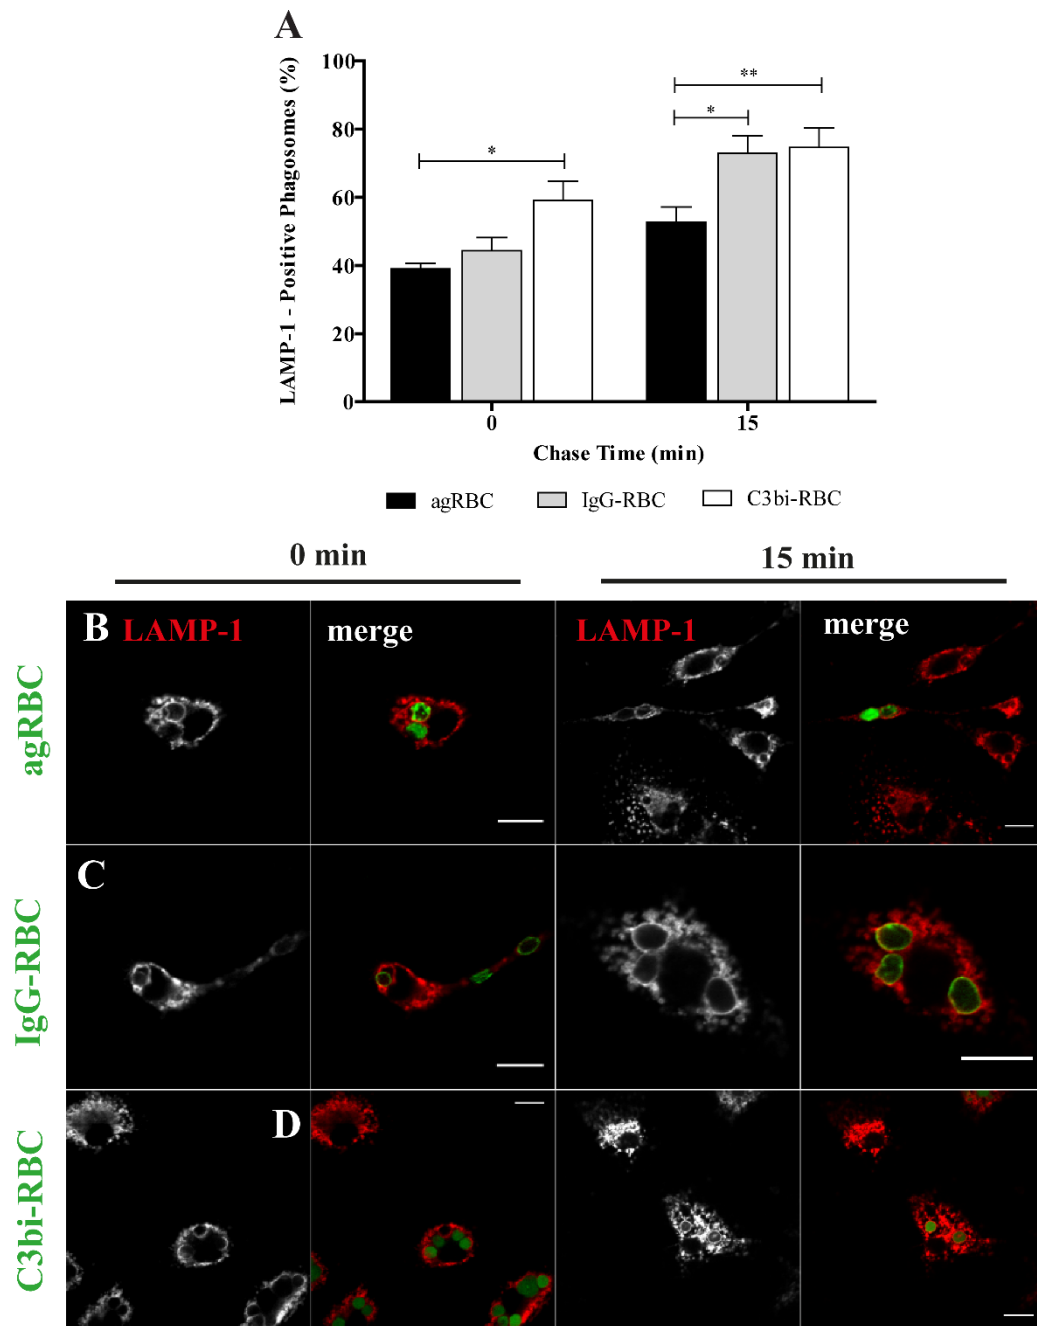 A
LAMP-1 - Positive Phagosomes (%)
100
80
60
40
20
0
*
*
**
0 15
Chase Time (min)
agRBC IgG-RBC C3bi-RBC
0 min 15 min
B LAMP-1 merge LAMP-1 merge
agRBC
C
IgG-RBC
D
C3bi-RBC